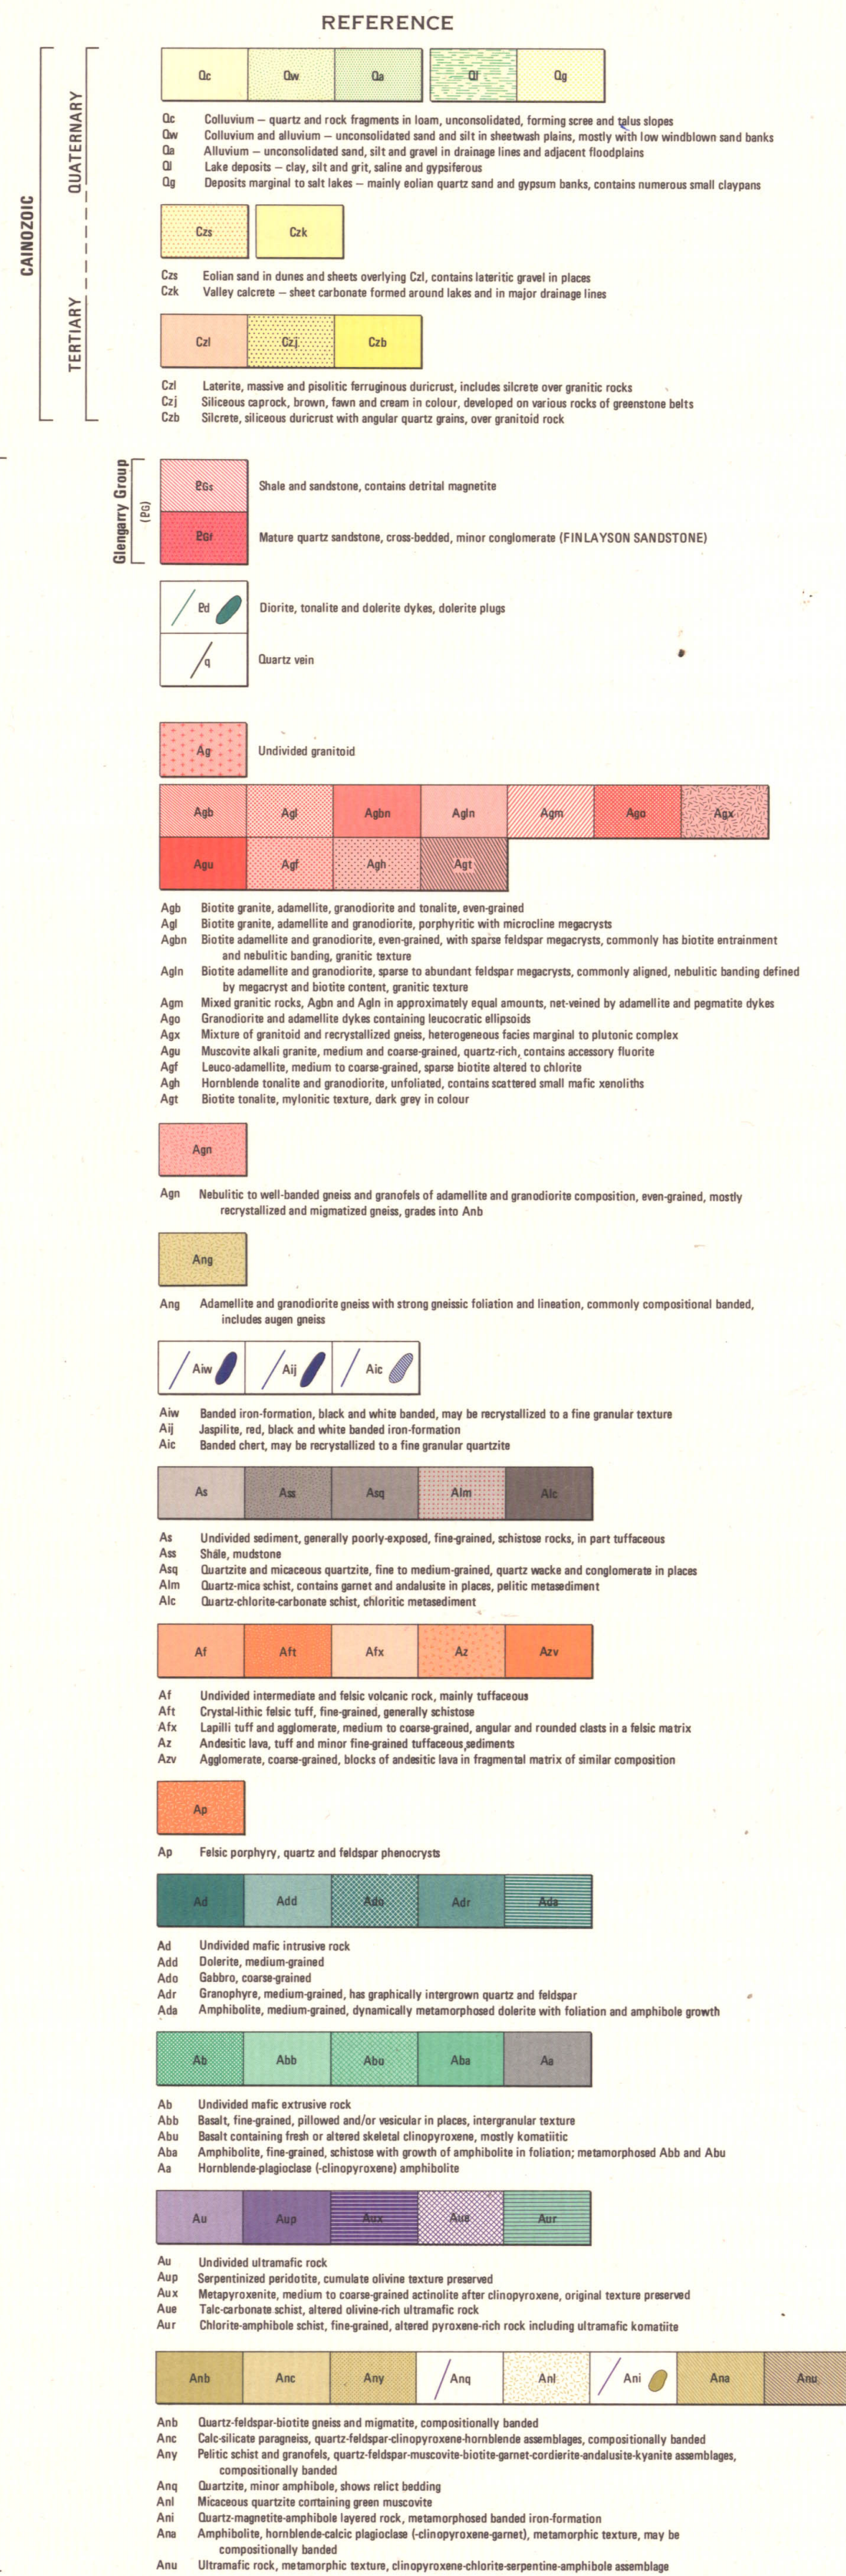 REFERENCE
CAINOZOIC
QUATERNARY
TERTIARY
Qc Qw Qa Ql Qg
Qc Colluvium – quartz and rock fragments in loam, unconsolidated, forming scree and talus slopes
Qw Colluvium and alluvium – unconsolidated sand and silt in sheetwash plains, mostly with low windblown sand banks
Qa Alluvium – unconsolidated sand, silt and gravel in drainage lines and adjacent floodplains
Ql Lake deposits – clay, silt and grit, saline and gypsiferous
Qg Deposits marginal to salt lakes – mainly eolian quartz sand and gypsum banks, contains numerous small claypans
Czs Czk
Czs Eolian sand in dunes and sheets overlying Czl, contains lateritic gravel in places
Czk Valley calcrete – sheet carbonate formed around lakes and in major drainage lines
Czl Czj Czb
Czl Laterite, massive and pisolitic ferruginous duricrust, includes silcrete over granitic rocks
Czj Siliceous caprock, brown, fawn and cream in colour, developed on various rocks of greenstone belts
Czb Silcrete, siliceous duricrust with angular quartz grains, over granitoid rock
Glengarry Group
(ƤG)
ƤGs Shale and sandstone, contains detrital magnetite
ƤGf Mature quartz sandstone, cross-bedded, minor conglomerate (FINLAYSON SANDSTONE)
Ƥd Diorite, tonalite and dolerite dykes, dolerite plugs
q Quartz vein
Ag Undivided granitoid
Agb Agl Agbn Agln Agm Ago Agx
Agu Agf Agh Agt
Agb Biotite granite, adamellite, granodiorite and tonalite, even-grained
Agl Biotite granite, adamellite and granodiorite, porphyritic with microcline megacrysts
Agbn Biotite adamellite and granodiorite, even-grained, with sparse feldspar megacrysts, commonly has biotite entrainment
and nebulitic banding, granitic texture
Agln Biotite adamellite and granodiorite, sparse to abundant feldspar megacrysts, commonly aligned, nebulitic banding defined
by megacryst and biotite content, granitic texture
Agm Mixed granitic rocks, Agbn and Agln in approximately equal amounts, net-veined by adamellite and pegmatite dykes
Ago Granodiorite and adamellite dykes containing leucocratic ellipsoids
Agx Mixture of granitoid and recrystallized gneiss, heterogeneous facies marginal to plutonic complex
Agu Muscovite alkali granite, medium and coarse-grained, quartz-rich, contains accessory fluorite
Agf Leuco-adamellite, medium to coarse-grained, sparse biotite altered to chlorite
Agh Hornblende tonalite and granodiorite, unfoliated, contains scattered small mafic xenoliths
Agt Biotite tonalite, mylonitic texture, dark grey in colour
Agn
Agn Nebulitic to well-banded gneiss and granofels of adamellite and granodiorite composition, even-grained, mostly
recrystallized and migmatized gneiss, grades into Anb
Ang
Ang Adamellite and granodiorite gneiss with strong gneissic foliation and lineation, commonly compositional banded,
includes augen gneiss
Aiw Aij Aic
Aiw Banded iron-formation, black and white banded, may be recrystallized to a fine granular texture
Aij Jaspilite, red, black and white banded iron-formation
Aic Banded chert, may be recrystallized to a fine granular quartzite
As Ass Asq Alm Alc
As Undivided sediment, generally poorly-exposed, fine-grained, schistose rocks, in part tuffaceous
Ass Shale, mudstone
Asq Quartzite and micaceous quartzite, fine to medium-grained, quartz wacke and conglomerate in places
Alm Quartz-mica schist, contains garnet and andalusite in places, pelitic metasediment
Alc Quartz-chlorite-carbonate schist, chloritic metasediment
Af Aft Afx Az Azv
Af Undivided intermediate and felsic volcanic rock, mainly tuffaceous
Aft Crystal-lithic felsic tuff, fine-grained, generally schistose
Afx Lapilli tuff and agglomerate, medium to coarse-grained, angular and rounded clasts in a felsic matrix
Az Andesitic lava, tuff and minor fine-grained tuffaceous sediments
Azv Agglomerate, coarse-grained, blocks of andesitic lava in fragmental matrix of similar composition
Ap
Ap Felsic porphyry, quartz and feldspar phenocrysts
Ad Add Ado Adr Ada
Ad Undivided mafic intrusive rock
Add Dolerite, medium-grained
Ado Gabbro, coarse-grained
Adr Granophyre, medium-grained, has graphically intergrown quartz and feldspar
Ada Amphibolite, medium-grained, dynamically metamorphosed dolerite with foliation and amphibole growth
Ab Abb Abu Aba Aa
Ab Undivided mafic extrusive rock
Abb Basalt, fine-grained, pillowed and/or vesicular in places, intergranular texture
Abu Basalt containing fresh or altered skeletal clinopyroxene, mostly komatiitic
Aba Amphibolite, fine-grained, schistose with growth of amphibolite in foliation; metamorphosed Abb and Abu
Aa Hornblende-plagioclase (-clinopyroxene) amphibolite
Au Aup Aux Aue Aur
Au Undivided ultramafic rock
Aup Serpentinized peridotite, cumulate olivine texture preserved
Aux Metapyroxenite, medium to coarse-grained actinolite after clinopyroxene, original texture preserved
Aue Talc-carbonate schist, altered olivine-rich ultramafic rock
Aur Chlorite-amphibole schist, fine-grained, altered pyroxene-rich rock including ultramafic komatiite
Anb Anc Any Anq Anl Ani Ana Anu
Anb Quartz-feldspar-biotite gneiss and migmatite, compositionally banded
Anc Calc-silicate paragneiss, quartz-feldspar-clinopyroxene-hornblende assemblages, compositionally banded
Any Pelitic schist and granofels, quartz-feldspar-muscovite-biotite-garnet-cordierite-andalusite-kyanite assemblages,
compositionally banded
Anq Quartzite, minor amphibole, shows relict bedding
Anl Micaceous quartzite containing green muscovite
Ani Quartz-magnetite-amphibole layered rock, metamorphosed banded iron-formation
Ana Amphibolite, hornblende-calcic plagioclase (-clinopyroxene-garnet), metamorphic texture, may be
compositionally banded
Anu Ultramafic rock, metamorphic texture, clinopyroxene-chlorite-serpentine-amphibole assemblage